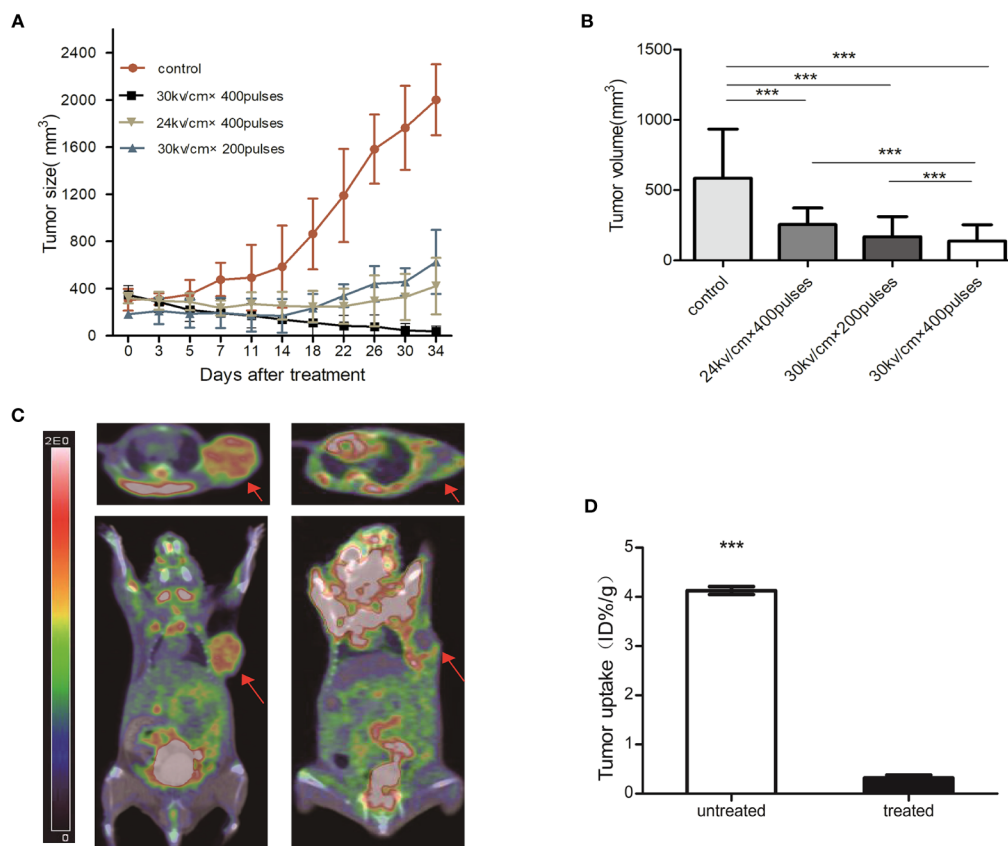 A
Tumor size( mm³)
2400
2000
1600
1200
800
400
0
control
30kv/cm× 400pulses
24kv/cm× 400pulses
30kv/cm× 200pulses
0 3 5 7 11 14 18 22 26 30 34
Days after treatment
B
Tumor volume(mm³)
1500
1000
500
0
***
***
***
***
***
control
24kv/cm×400pulses
30kv/cm×200pulses
30kv/cm×400pulses
C
2E0
0
D
Tumor uptake (ID%/g)
5
4
3
2
1
0
***
untreated treated